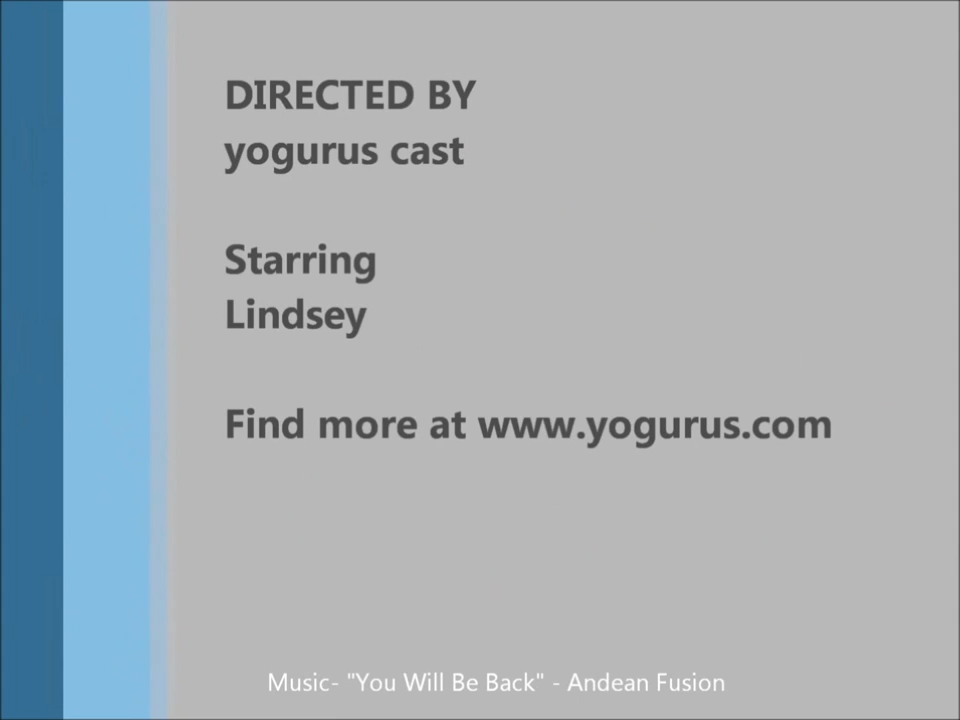 DIRECTED BY
yogurus cast
Starring
Lindsey
Find more at www.yogurus.com
Music- "You Will Be Back" - Andean Fusion